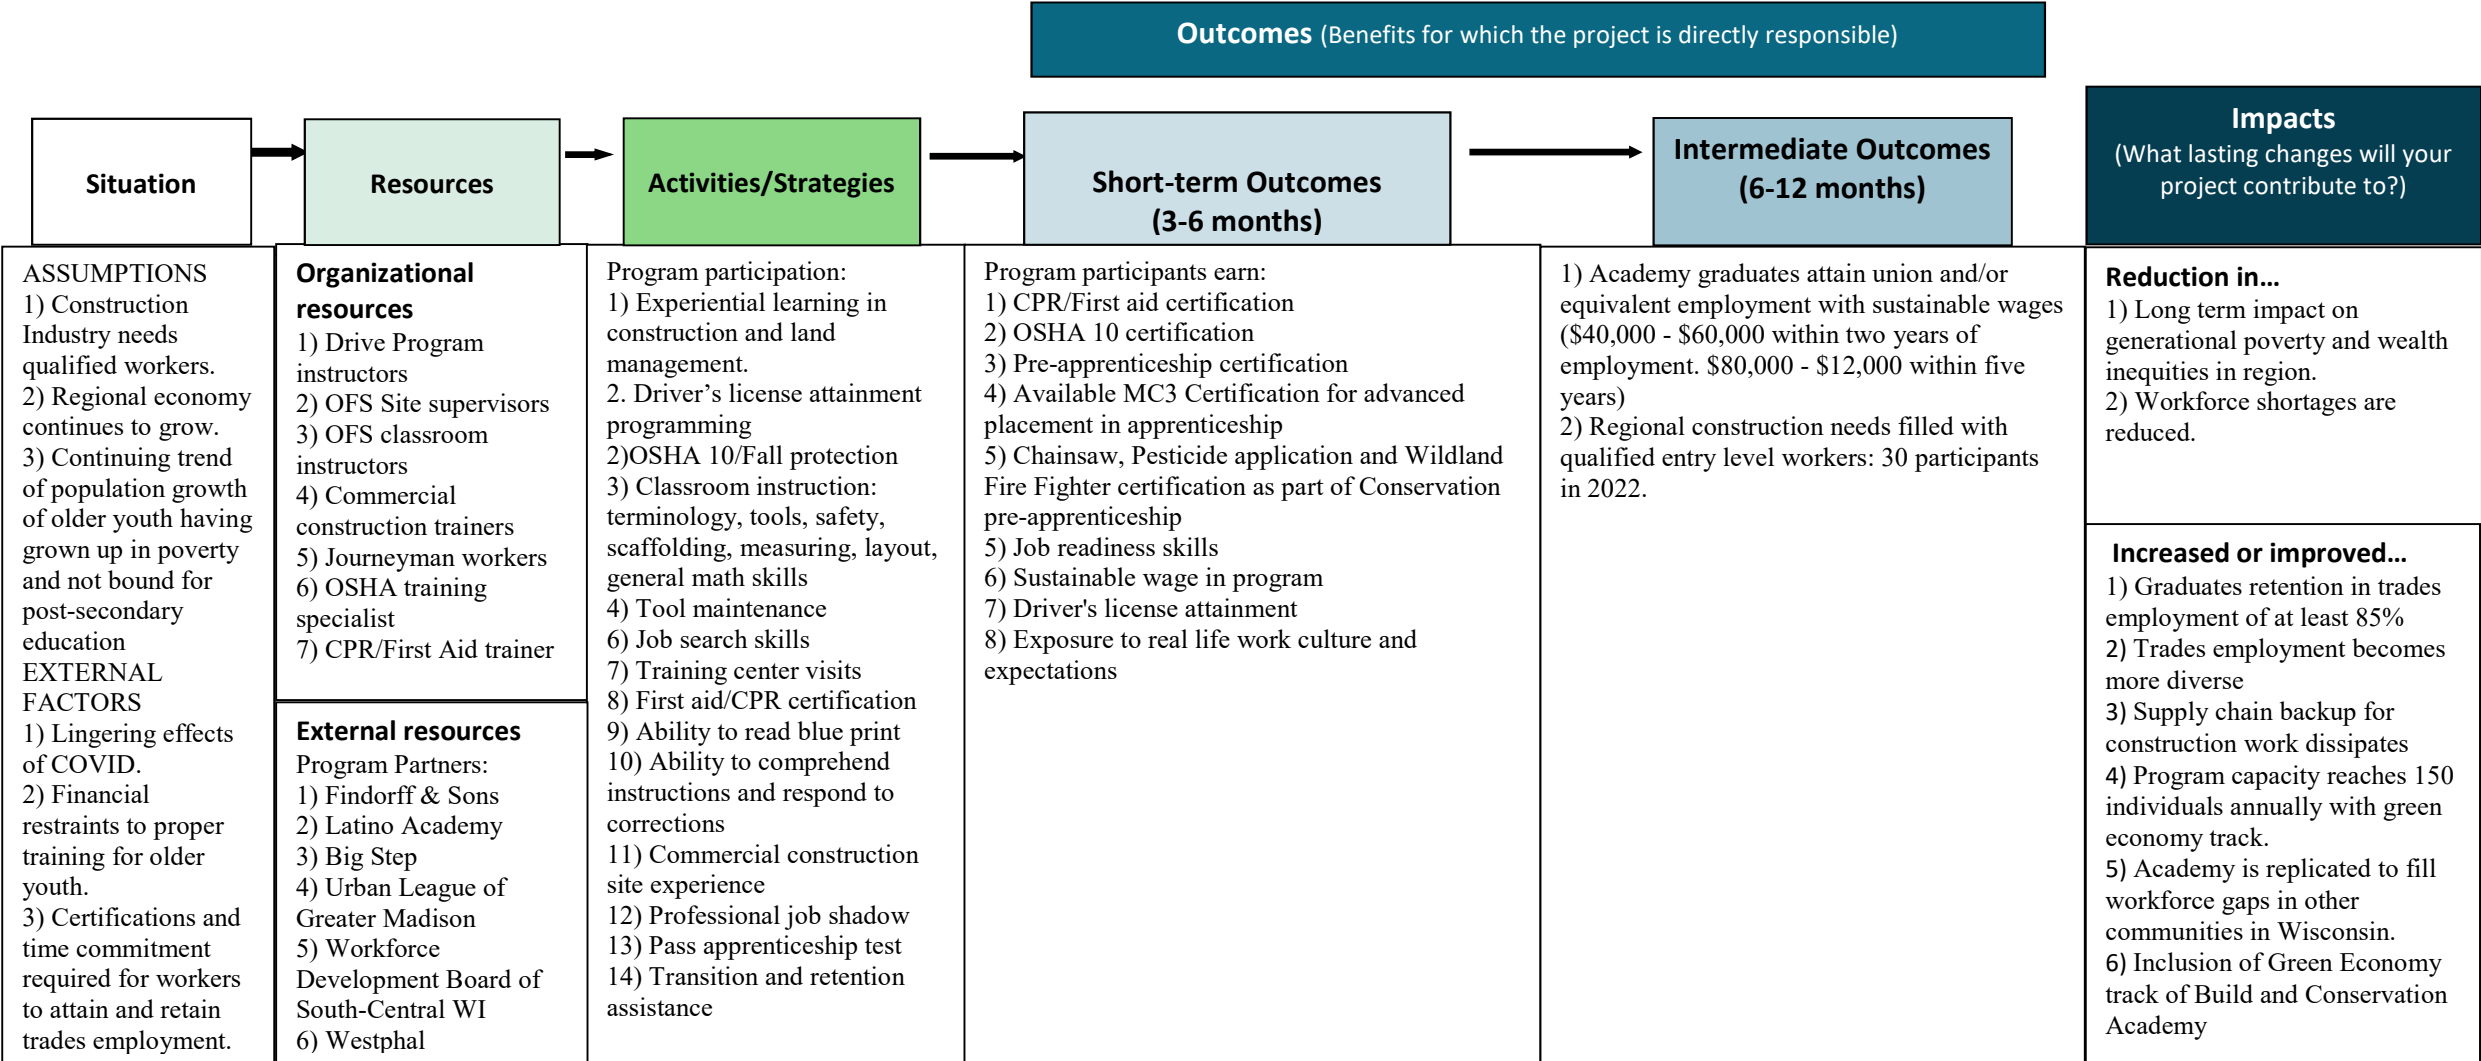 Outcomes (Benefits for which the project is directly responsible)
Situation
Resources
Activities/Strategies
Short-term Outcomes
(3-6 months)
Intermediate Outcomes
(6-12 months)
Impacts
(What lasting changes will your
project contribute to?)
ASSUMPTIONS
1) Construction
Industry needs
qualified workers.
2) Regional economy
continues to grow.
3) Continuing trend
of population growth
of older youth having
grown up in poverty
and not bound for
post-secondary
education
EXTERNAL
FACTORS
1) Lingering effects
of COVID.
2) Financial
restraints to proper
training for older
youth.
3) Certifications and
time commitment
required for workers
to attain and retain
trades employment.
Organizational
resources
1) Drive Program
instructors
2) OFS Site supervisors
3) OFS classroom
instructors
4) Commercial
construction trainers
5) Journeyman workers
6) OSHA training
specialist
7) CPR/First Aid trainer
External resources
Program Partners:
1) Findorff & Sons
2) Latino Academy
3) Big Step
4) Urban League of
Greater Madison
5) Workforce
Development Board of
South-Central WI
6) Westphal
Program participation:
1) Experiential learning in
construction and land
management.
2. Driver’s license attainment
programming
2)OSHA 10/Fall protection
3) Classroom instruction:
terminology, tools, safety,
scaffolding, measuring, layout,
general math skills
4) Tool maintenance
6) Job search skills
7) Training center visits
8) First aid/CPR certification
9) Ability to read blue print
10) Ability to comprehend
instructions and respond to
corrections
11) Commercial construction
site experience
12) Professional job shadow
13) Pass apprenticeship test
14) Transition and retention
assistance
Program participants earn:
1) CPR/First aid certification
2) OSHA 10 certification
3) Pre-apprenticeship certification
4) Available MC3 Certification for advanced
placement in apprenticeship
5) Chainsaw, Pesticide application and Wildland
Fire Fighter certification as part of Conservation
pre-apprenticeship
5) Job readiness skills
6) Sustainable wage in program
7) Driver's license attainment
8) Exposure to real life work culture and
expectations
1) Academy graduates attain union and/or
equivalent employment with sustainable wages
($40,000 - $60,000 within two years of
employment. $80,000 - $12,000 within five
years)
2) Regional construction needs filled with
qualified entry level workers: 30 participants
in 2022.
Reduction in…
1) Long term impact on
generational poverty and wealth
inequities in region.
2) Workforce shortages are
reduced.
Increased or improved…
1) Graduates retention in trades
employment of at least 85%
2) Trades employment becomes
more diverse
3) Supply chain backup for
construction work dissipates
4) Program capacity reaches 150
individuals annually with green
economy track.
5) Academy is replicated to fill
workforce gaps in other
communities in Wisconsin.
6) Inclusion of Green Economy
track of Build and Conservation
Academy